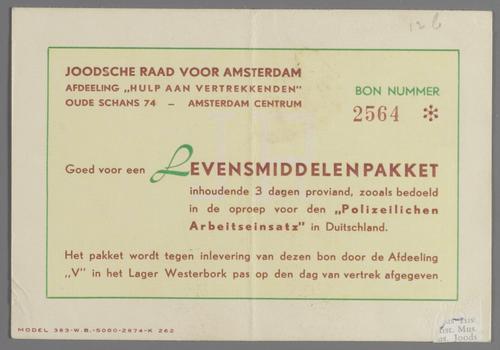 12 b
JOODSCHE RAAD VOOR AMSTERDAM
AFDEELING „HULP AAN VERTREKKENDEN"
OUDE SCHANS 74 – AMSTERDAM CENTRUM
BON NUMMER
2564 *
Goed voor een LEVENSMIDDELENPAKKET
inhoudende 3 dagen proviand, zooals bedoeld
in de oproep voor den „Polizeilichen
Arbeitseinsatz" in Duitschland.
Het pakket wordt tegen inlevering van dezen bon door de Afdeeling
„V" in het Lager Westerbork pas op den dag van vertrek afgegeven
MODEL 383-W.B.-5000-2874-K 262
Mus.
Joods